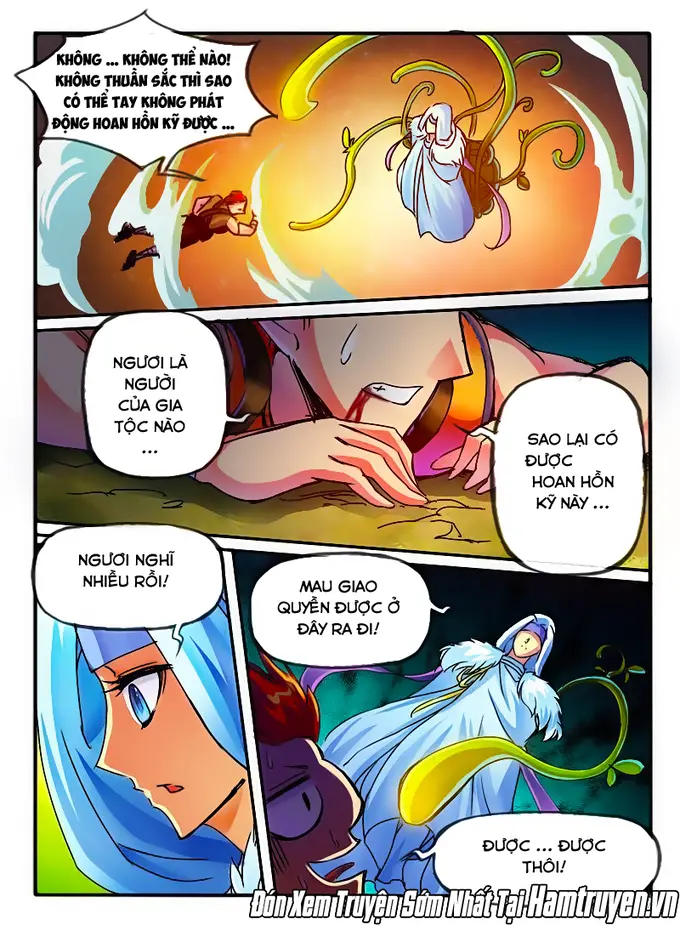 KHÔNG ... KHÔNG THỂ NÀO!
KHÔNG THUẦN SẮC THÌ SAO
CÓ THỂ TAY KHÔNG PHÁT
ĐỘNG HOAN HỒN KỸ ĐƯỢC ...
NGƯƠI LÀ
NGƯỜI
CỦA GIA
TỘC NÀO
...
SAO LẠI CÓ
ĐƯỢC
HOAN HỒN
KỸ NÀY ...
NGƯƠI NGHĨ
NHIỀU RỒI!
MAU GIAO
QUYỀN ĐƯỢC Ở
ĐÂY RA ĐI!
ĐƯỢC ... ĐƯỢC
THÔI!
Đón Xem Truyện Sớm Nhất Tại Hamtruyen.vn